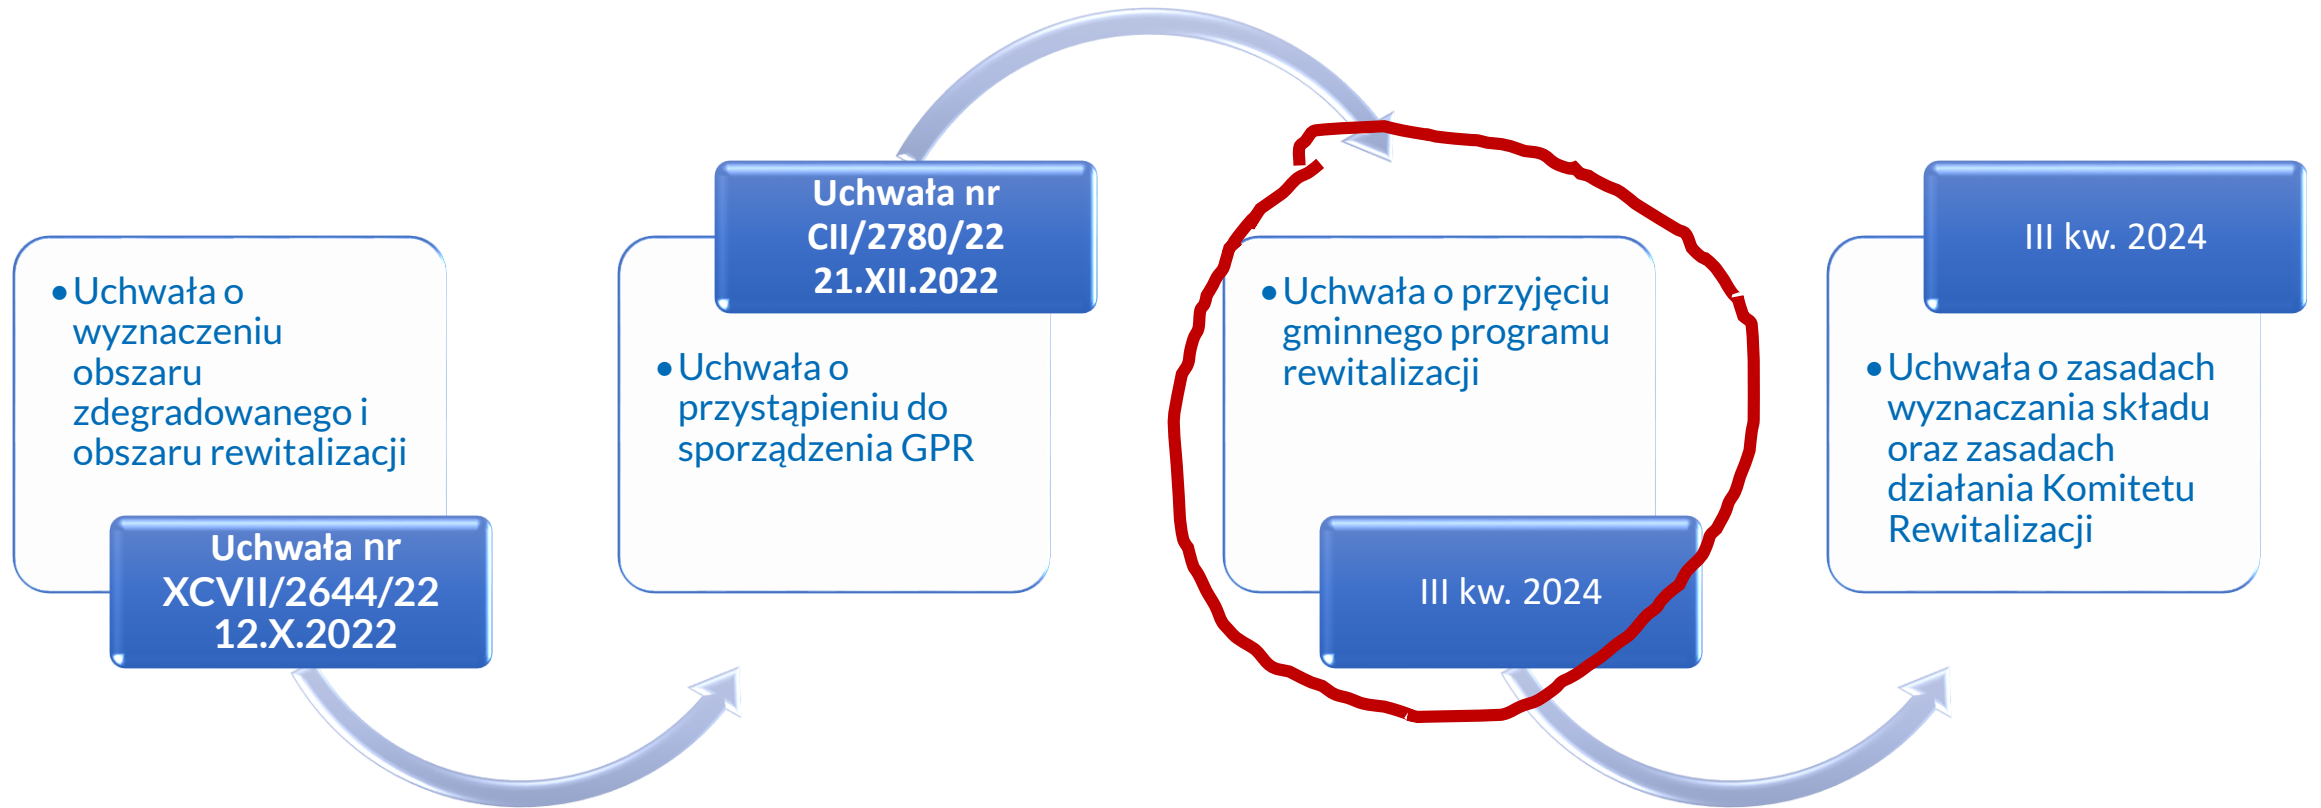 •Uchwała o
wyznaczeniu
obszaru
zdegradowanego i
obszaru rewitalizacji
Uchwała nr
XCVII/2644/22
12.X.2022
Uchwała nr
CII/2780/22
21.XII.2022
•Uchwała o
przystąpieniu do
sporządzenia GPR
•Uchwała o przyjęciu
gminnego programu
rewitalizacji
III kw. 2024
III kw. 2024
•Uchwała o zasadach
wyznaczania składu
oraz zasadach
działania Komitetu
Rewitalizacji